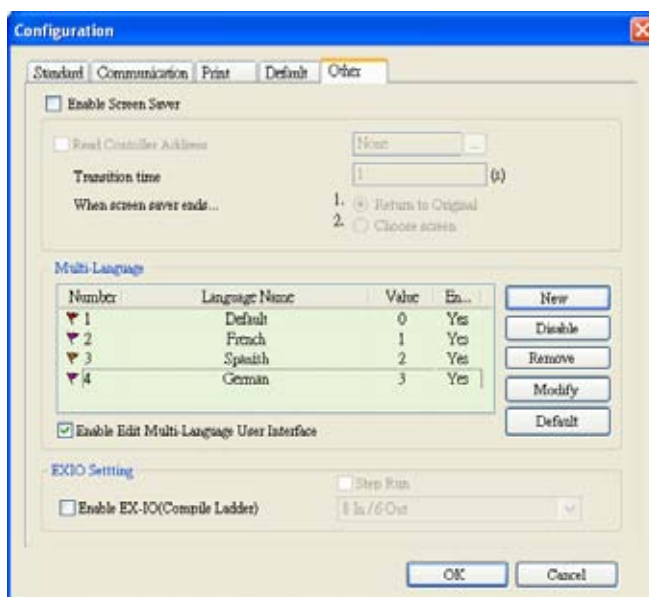 Configuration
Standard Communication Print Default Other
Enable Screen Saver
Read Controller Address None ...
Transition time 1 (s)
When screen saver ends... 1. Return to Original
2. Choose screen
Multi-Language
Number Language Name Value En...
1 Default 0 Yes
2 French 1 Yes
3 Spanish 2 Yes
4 German 3 Yes
New
Disable
Remove
Modify
Default
Enable Edit Multi-Language User Interface
EXIO Settting
Step Run
Enable EX-IO(Compile Ladder) 8 In / 6 Out
OK Cancel